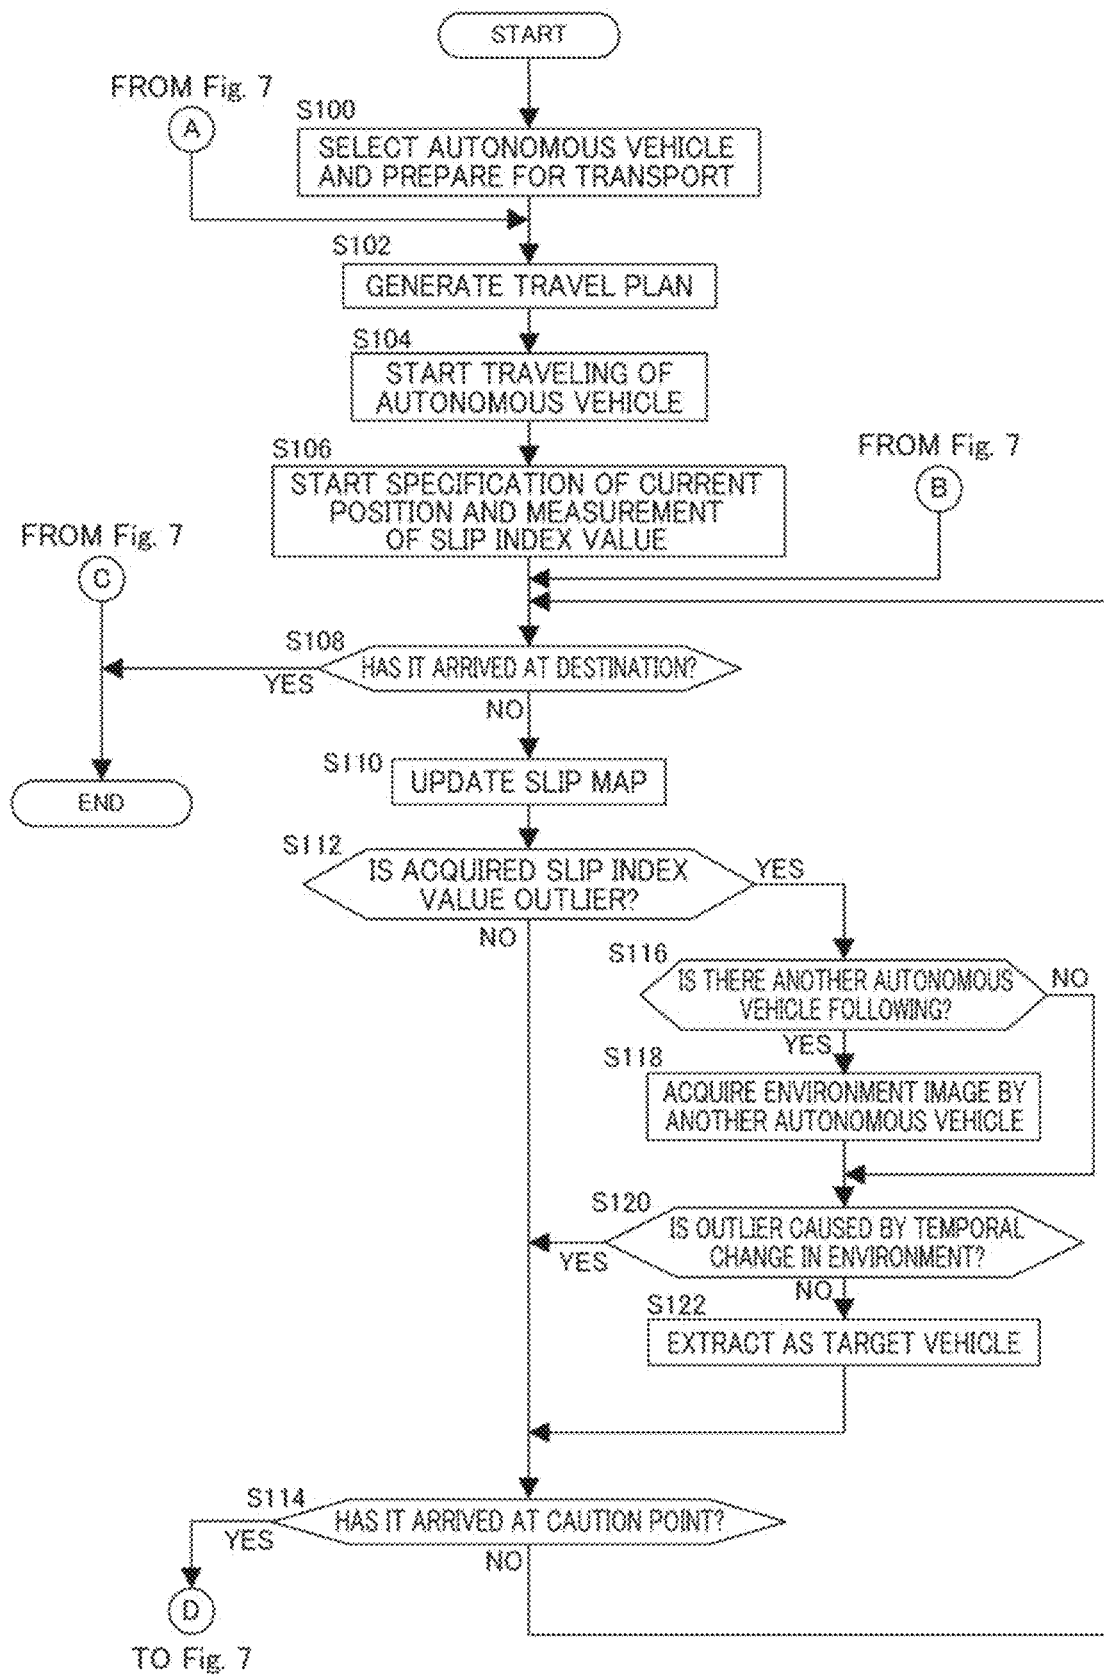 START
FROM Fig. 7
A
S100
SELECT AUTONOMOUS VEHICLE
AND PREPARE FOR TRANSPORT
S102
GENERATE TRAVEL PLAN
S104
START TRAVELING OF
AUTONOMOUS VEHICLE
S106
START SPECIFICATION OF CURRENT
POSITION AND MEASUREMENT
OF SLIP INDEX VALUE
FROM Fig. 7
B
FROM Fig. 7
C
S108
HAS IT ARRIVED AT DESTINATION?
YES
NO
END
S110
UPDATE SLIP MAP
S112
IS ACQUIRED SLIP INDEX
VALUE OUTLIER?
YES
NO
S116
IS THERE ANOTHER AUTONOMOUS
VEHICLE FOLLOWING?
NO
YES
S118
ACQUIRE ENVIRONMENT IMAGE BY
ANOTHER AUTONOMOUS VEHICLE
S120
IS OUTLIER CAUSED BY TEMPORAL
CHANGE IN ENVIRONMENT?
YES
NO
S122
EXTRACT AS TARGET VEHICLE
S114
HAS IT ARRIVED AT CAUTION POINT?
YES
NO
D
TO Fig. 7